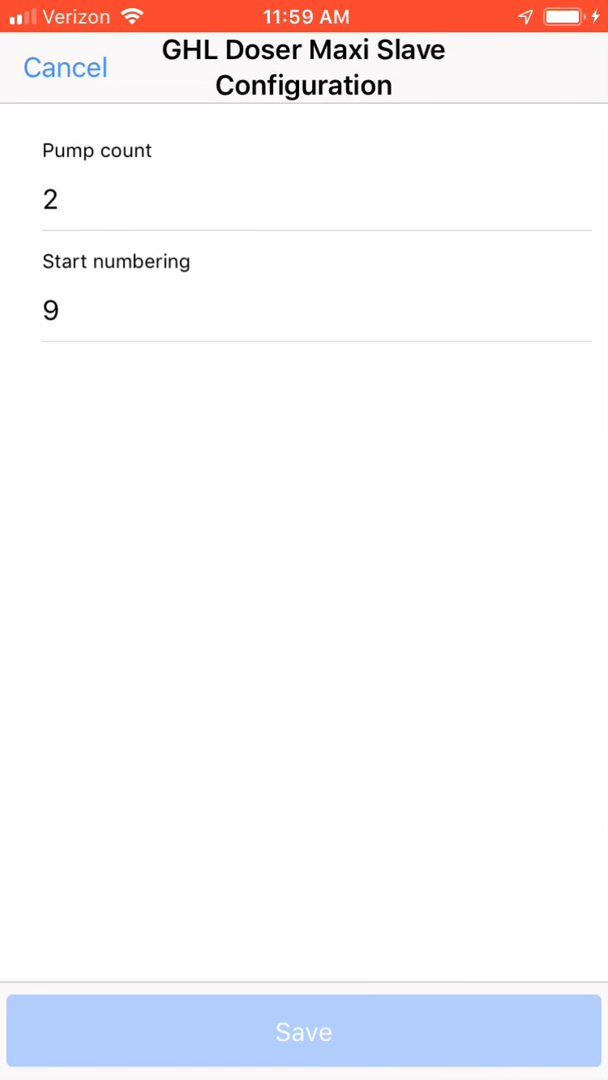 Verizon 11:59 AM
Cancel
GHL Doser Maxi Slave
Configuration
Pump count
2
Start numbering
9
Save